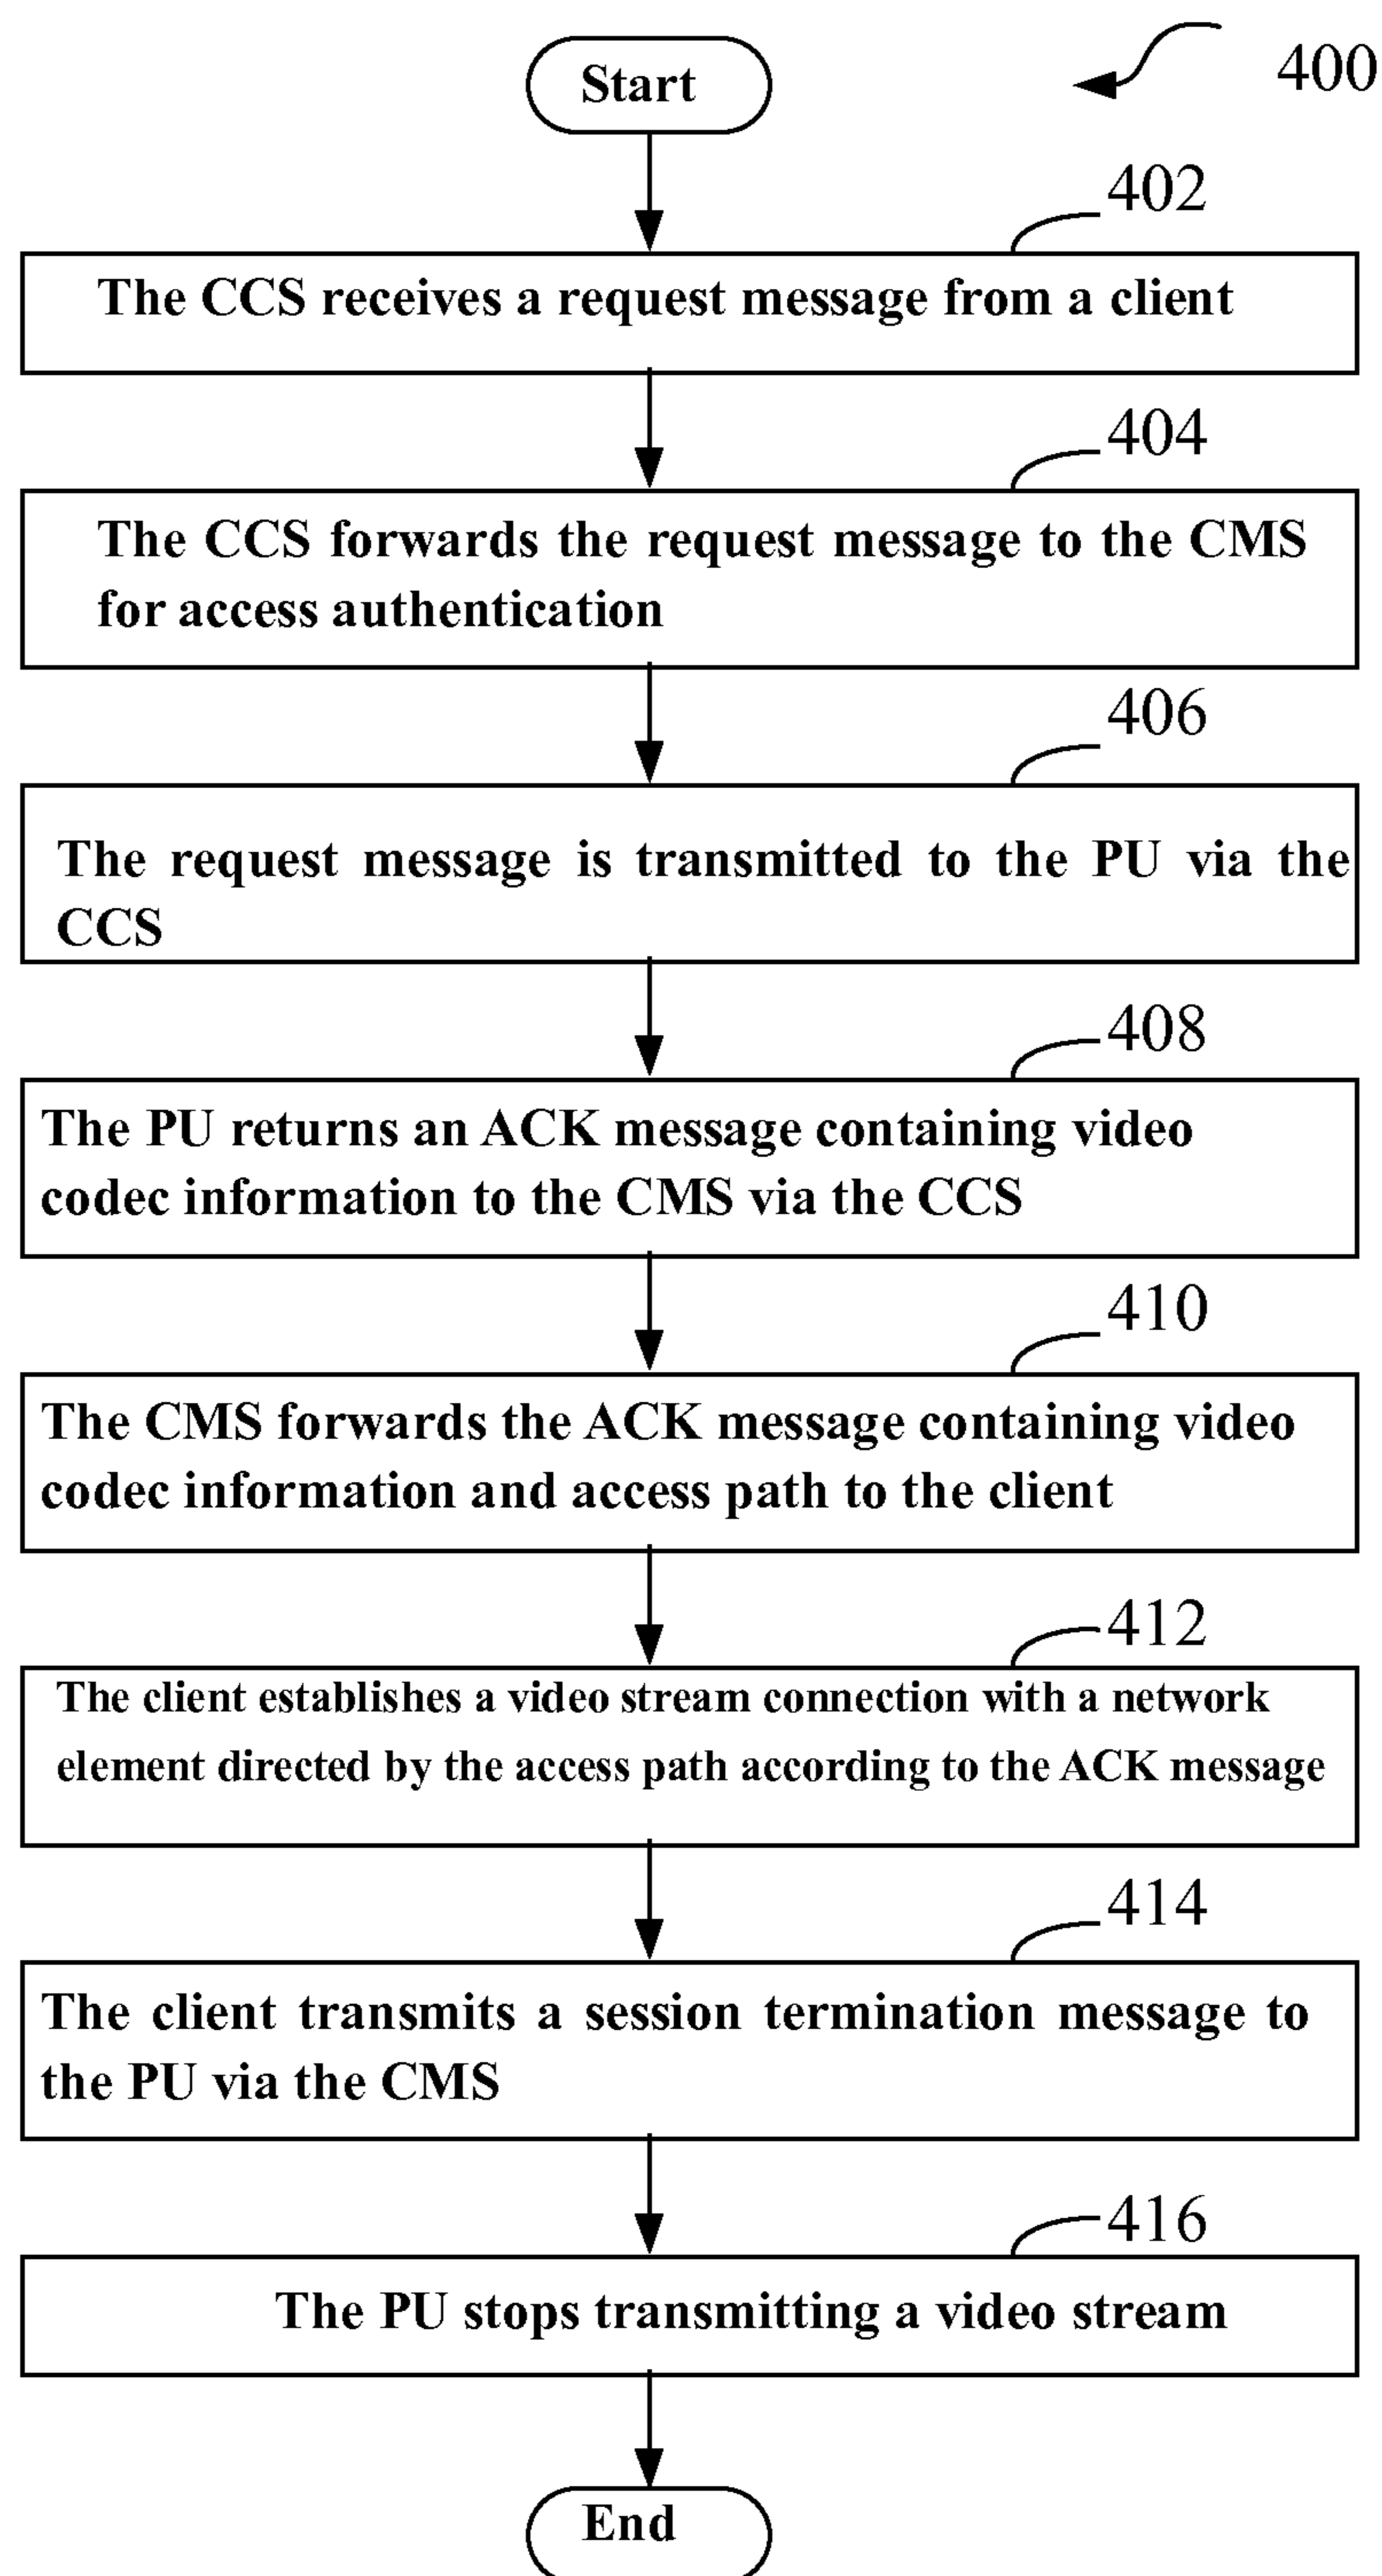 Start
400
402
The CCS receives a request message from a client
404
The CCS forwards the request message to the CMS
for access authentication
406
The request message is transmitted to the PU via the
CCS
408
The PU returns an ACK message containing video
codec information to the CMS via the CCS
410
The CMS forwards the ACK message containing video
codec information and access path to the client
412
The client establishes a video stream connection with a network
element directed by the access path according to the ACK message
414
The client transmits a session termination message to
the PU via the CMS
416
The PU stops transmitting a video stream
End